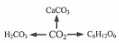 CaCO₃
H₂CO₃ ← CO₂ → C₆H₁₂O₆